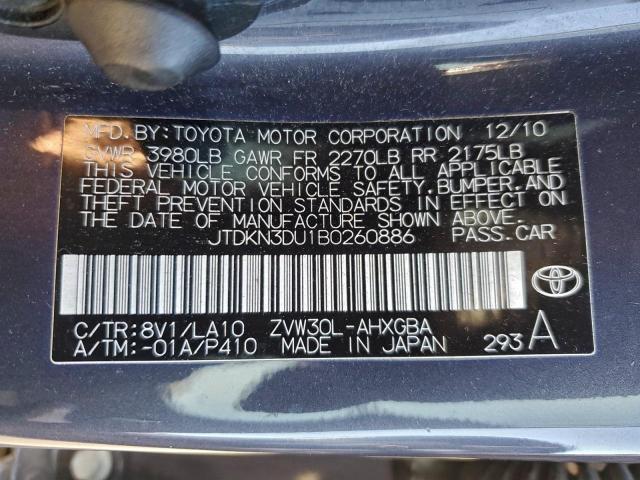 MFD. BY: TOYOTA MOTOR CORPORATION 12/10
GVWR 3980LB GAWR FR 2270LB RR 2175LB
THIS VEHICLE CONFORMS TO ALL APPLICABLE
FEDERAL MOTOR VEHICLE SAFETY, BUMPER, AND
THEFT PREVENTION STANDARDS IN EFFECT ON
THE DATE OF MANUFACTURE SHOWN ABOVE.
JTDKN3DU1B0260886 PASS. CAR
C/TR: 8V1/LA10 ZVW30L-AHXGBA
A/TM: -01A/P410 MADE IN JAPAN 293 A